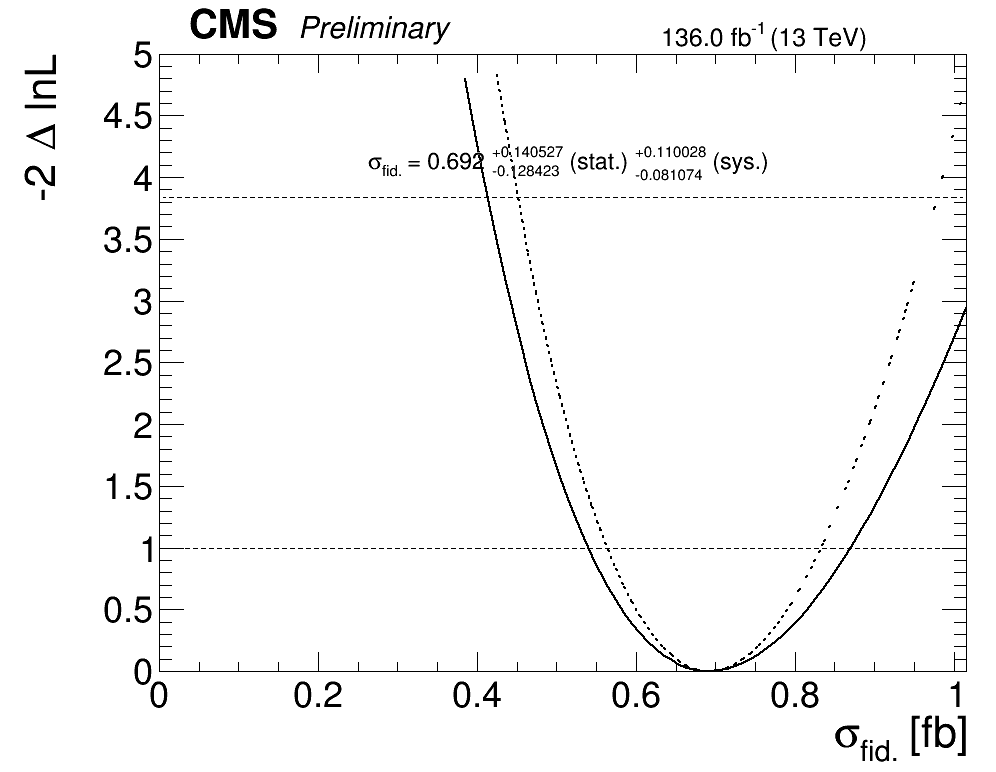 CMS Preliminary
136.0 fb-1 (13 TeV)
-2 Δ lnL
5
4.5
4
3.5
3
2.5
2
1.5
1
0.5
0
σfid. = 0.692 +0.140527 -0.128423 (stat.) +0.110028 -0.081074 (sys.)
0 0.2 0.4 0.6 0.8 1
σfid. [fb]